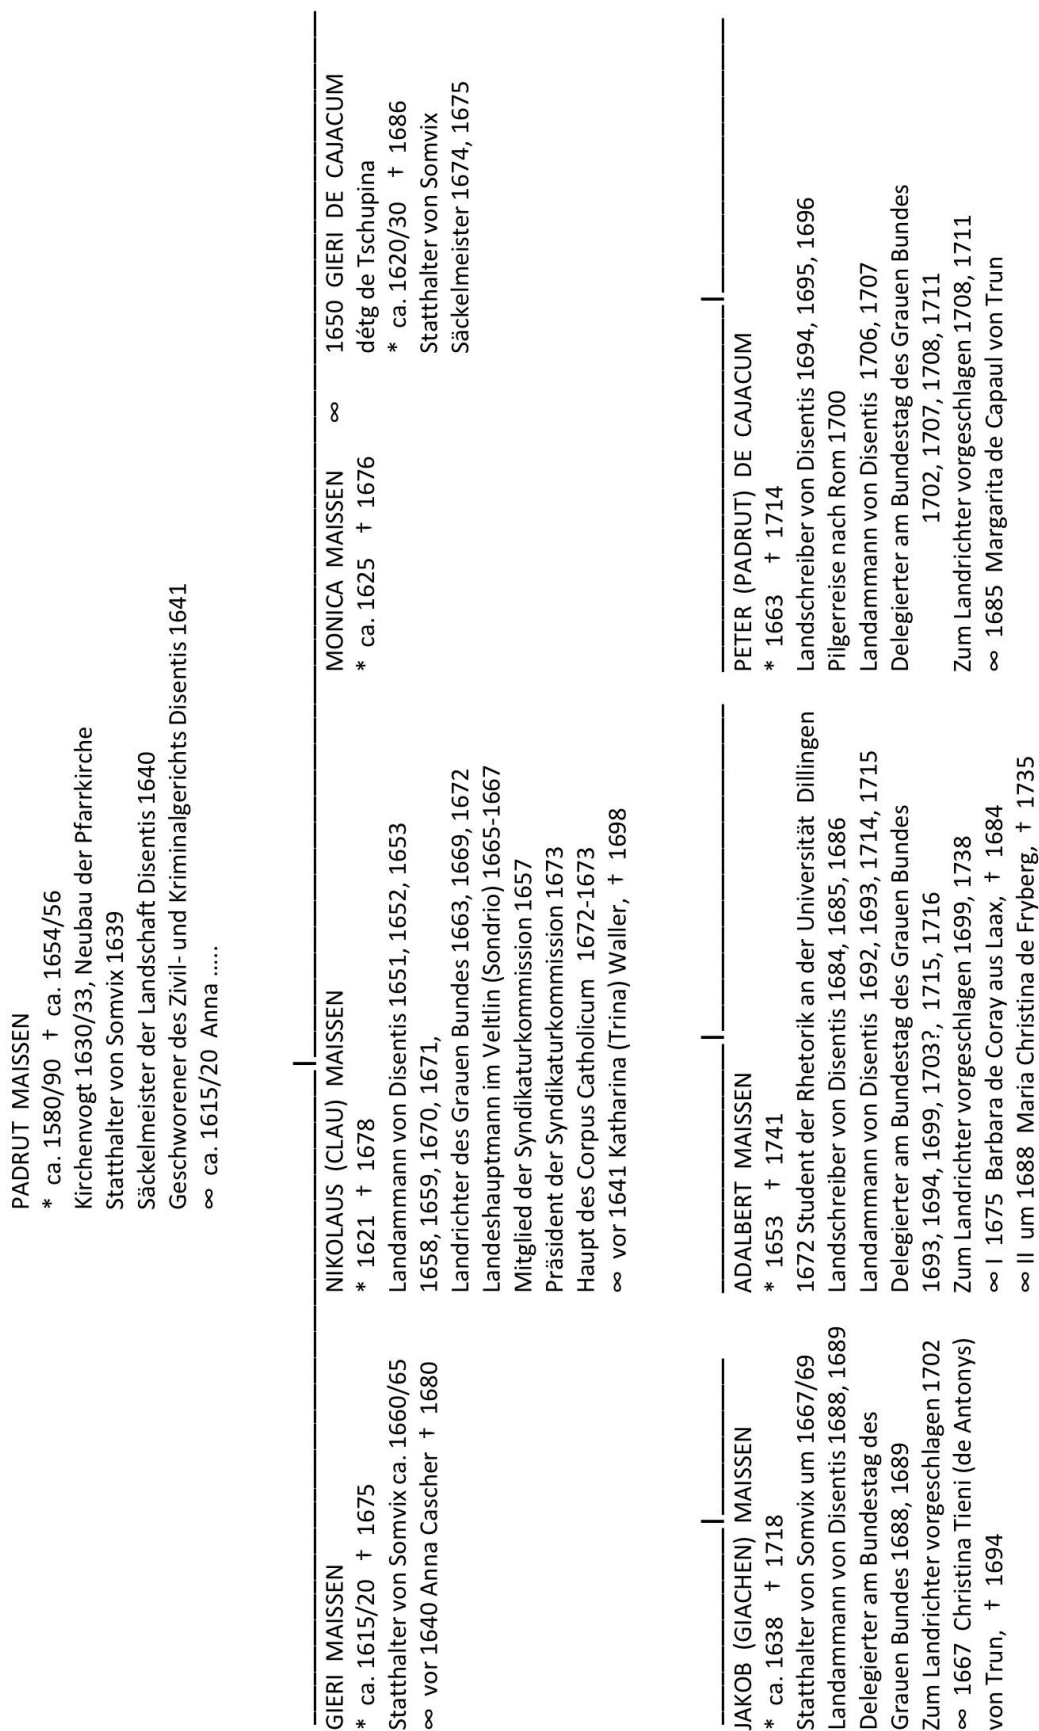 PADRUT MAISSEN
* ca. 1580/90 † ca. 1654/56
Kirchenvogt 1630/33, Neubau der Pfarrkirche
Statthalter von Somvix 1639
Säckelmeister der Landschaft Disentis 1640
Geschworener des Zivil- und Kriminalgerichts Disentis 1641
∞ ca. 1615/20 Anna .....
GIERI MAISSEN
* ca. 1615/20 † 1675
Statthalter von Somvix ca. 1660/65
∞ vor 1640 Anna Cascher † 1680
NIKOLAUS (CLAU) MAISSEN
* 1621 † 1678
Landammann von Disentis 1651, 1652, 1653
1658, 1659, 1670, 1671,
Landrichter des Grauen Bundes 1663, 1669, 1672
Landeshauptmann im Veltlin (Sondrio) 1665-1667
Mitglied der Syndikaturkommission 1657
Präsident der Syndikaturkommission 1673
Haupt des Corpus Catholicum 1672-1673
∞ vor 1641 Katharina (Trina) Waller, † 1698
MONICA MAISSEN ∞
* ca. 1625 † 1676
1650 GIERI DE CAJACUM
détg de Tschupina
* ca. 1620/30 † 1686
Statthalter von Somvix
Säckelmeister 1674, 1675
JAKOB (GIACHEN) MAISSEN
* ca. 1638 † 1718
Statthalter von Somvix um 1667/69
Landammann von Disentis 1688, 1689
Delegierter am Bundestag des
Grauen Bundes 1688, 1689
Zum Landrichter vorgeschlagen 1702
∞ 1667 Christina Tieni (de Antonys)
von Trun, † 1694
ADALBERT MAISSEN
* 1653 † 1741
1672 Student der Rhetorik an der Universität Dillingen
Landschreiber von Disentis 1684, 1685, 1686
Landammann von Disentis 1692, 1693, 1714, 1715
Delegierter am Bundestag des Grauen Bundes
1693, 1694, 1699, 1703?, 1715, 1716
Zum Landrichter vorgeschlagen 1699, 1738
∞ I 1675 Barbara de Coray aus Laax, † 1684
∞ II um 1688 Maria Christina de Fryberg, † 1735
PETER (PADRUT) DE CAJACUM
* 1663 † 1714
Landschreiber von Disentis 1694, 1695, 1696
Pilgerreise nach Rom 1700
Landammann von Disentis 1706, 1707
Delegierter am Bundestag des Grauen Bundes
1702, 1707, 1708, 1711
Zum Landrichter vorgeschlagen 1708, 1711
∞ 1685 Margarita de Capaul von Trun